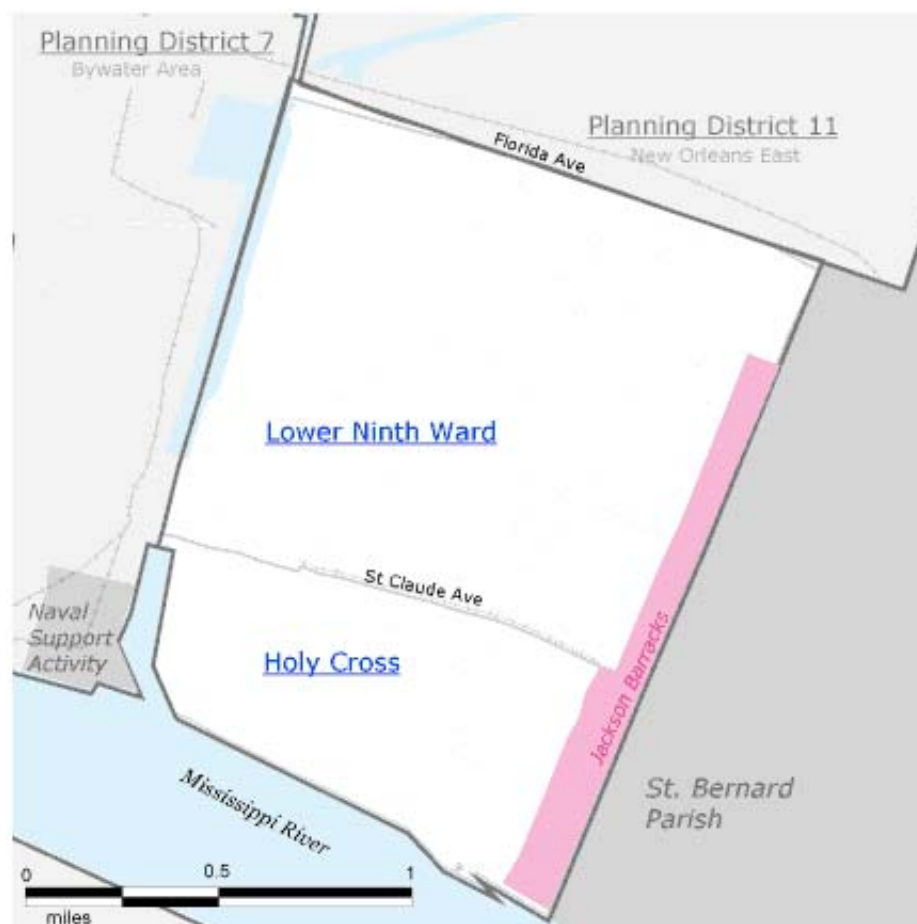 Planning District 7
Bywater Area
Planning District 11
New Orleans East
Florida Ave
Lower Ninth Ward
St Claude Ave
Naval
Support
Activity
Holy Cross
Jackson Barracks
St. Bernard
Parish
Mississippi River
0 0.5 1
miles